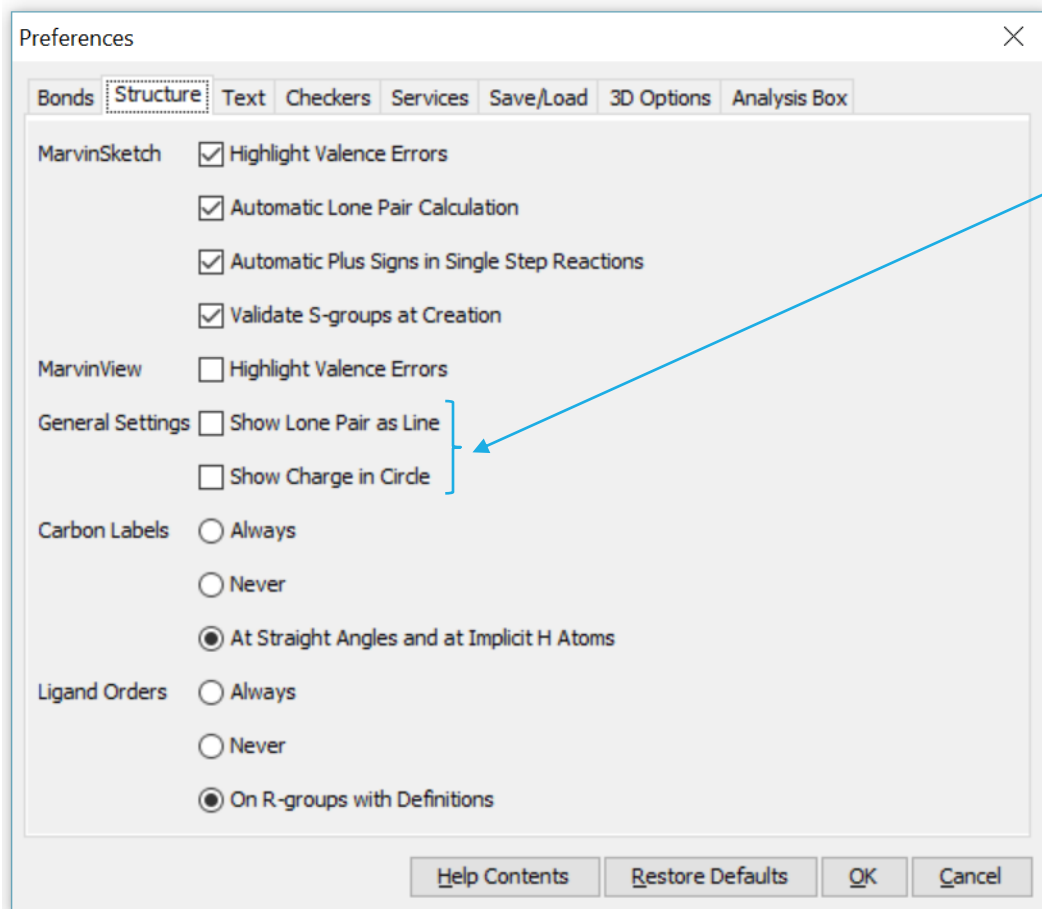 Preferences
Bonds Structure Text Checkers Services Save/Load 3D Options Analysis Box
MarvinSketch Highlight Valence Errors
Automatic Lone Pair Calculation
Automatic Plus Signs in Single Step Reactions
Validate S-groups at Creation
MarvinView Highlight Valence Errors
General Settings Show Lone Pair as Line
Show Charge in Circle
Carbon Labels Always
Never
At Straight Angles and at Implicit H Atoms
Ligand Orders Always
Never
On R-groups with Definitions
Help Contents Restore Defaults OK Cancel